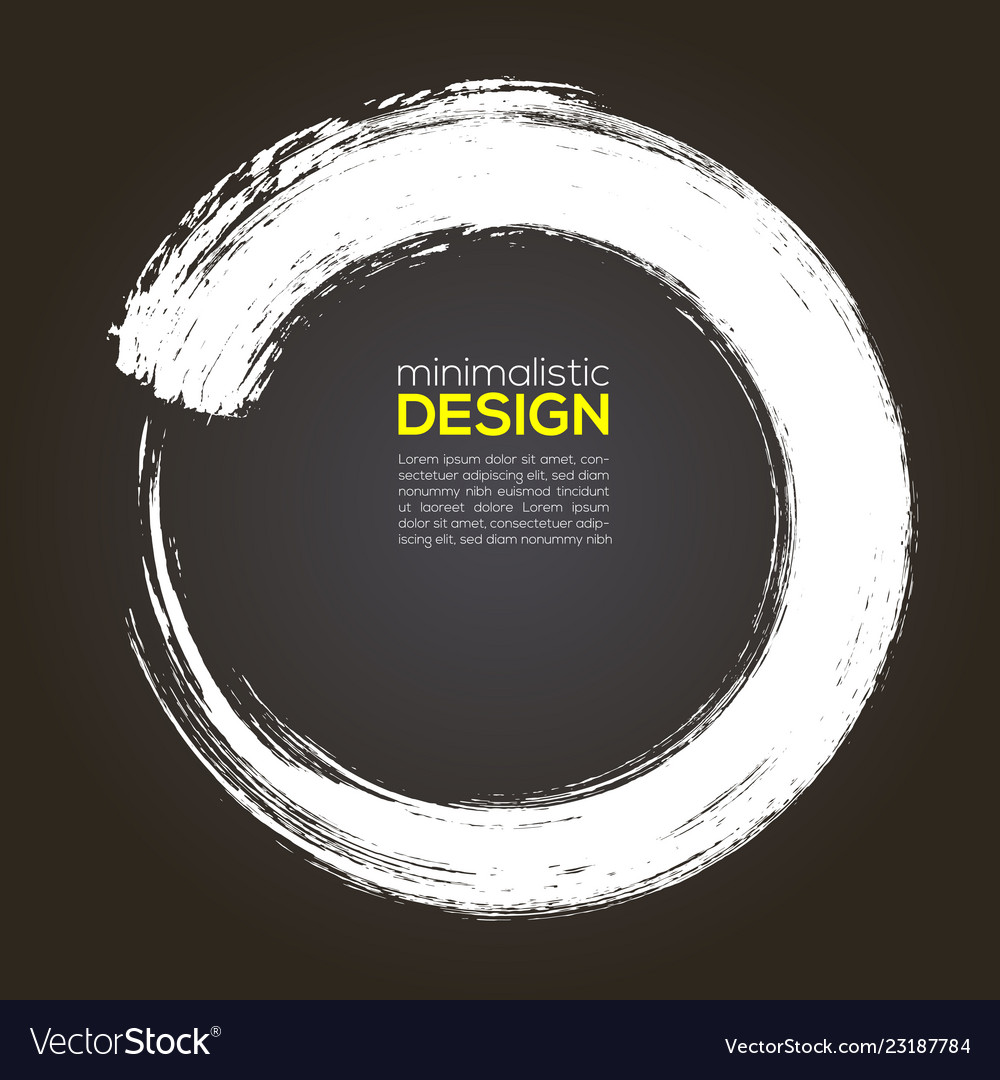 minimalistic
DESIGN
Lorem ipsum dolor sit amet, con-
sectetuer adipiscing elit, sed diam
nonummy nibh euismod tincidunt
ut laoreet dolore Lorem ipsum
dolor sit amet, consectetuer adip-
iscing elit, sed diam nonummy nibh
VectorStock®
VectorStock.com/23187784